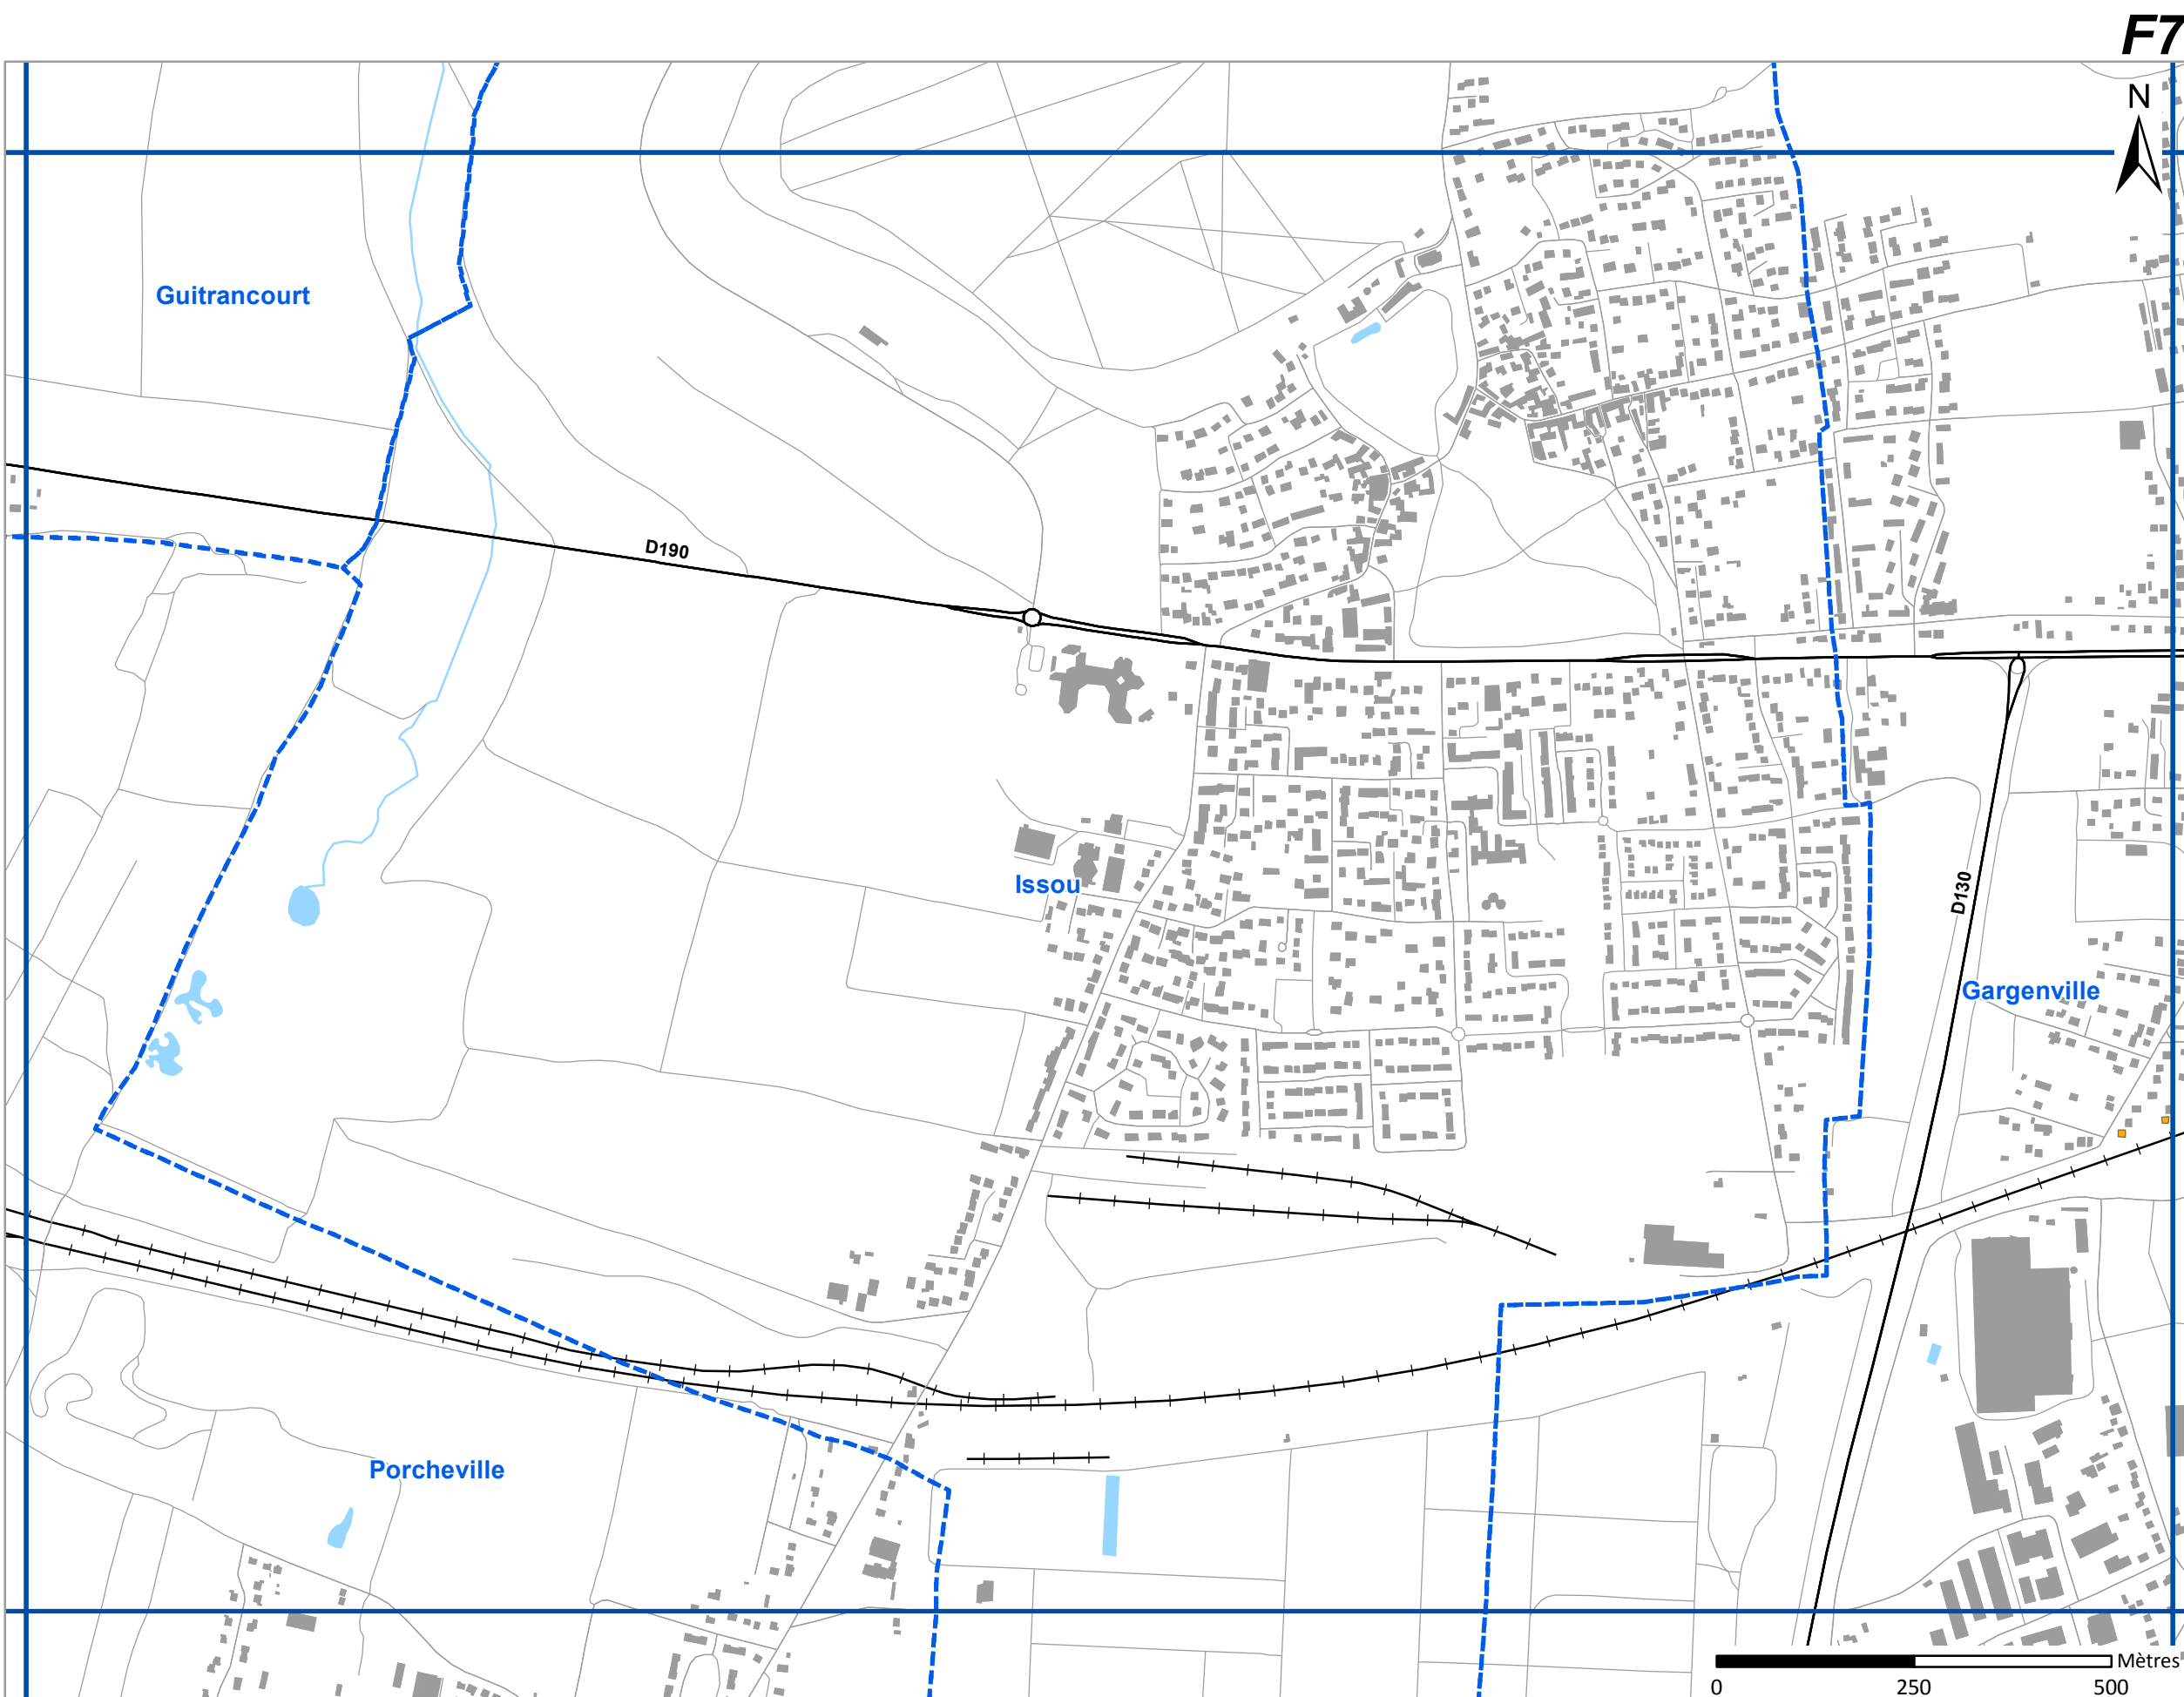 F7
N
Guitrancourt
D190
Issou
D130
Gargenville
Porcheville
Mètres
0 250 500